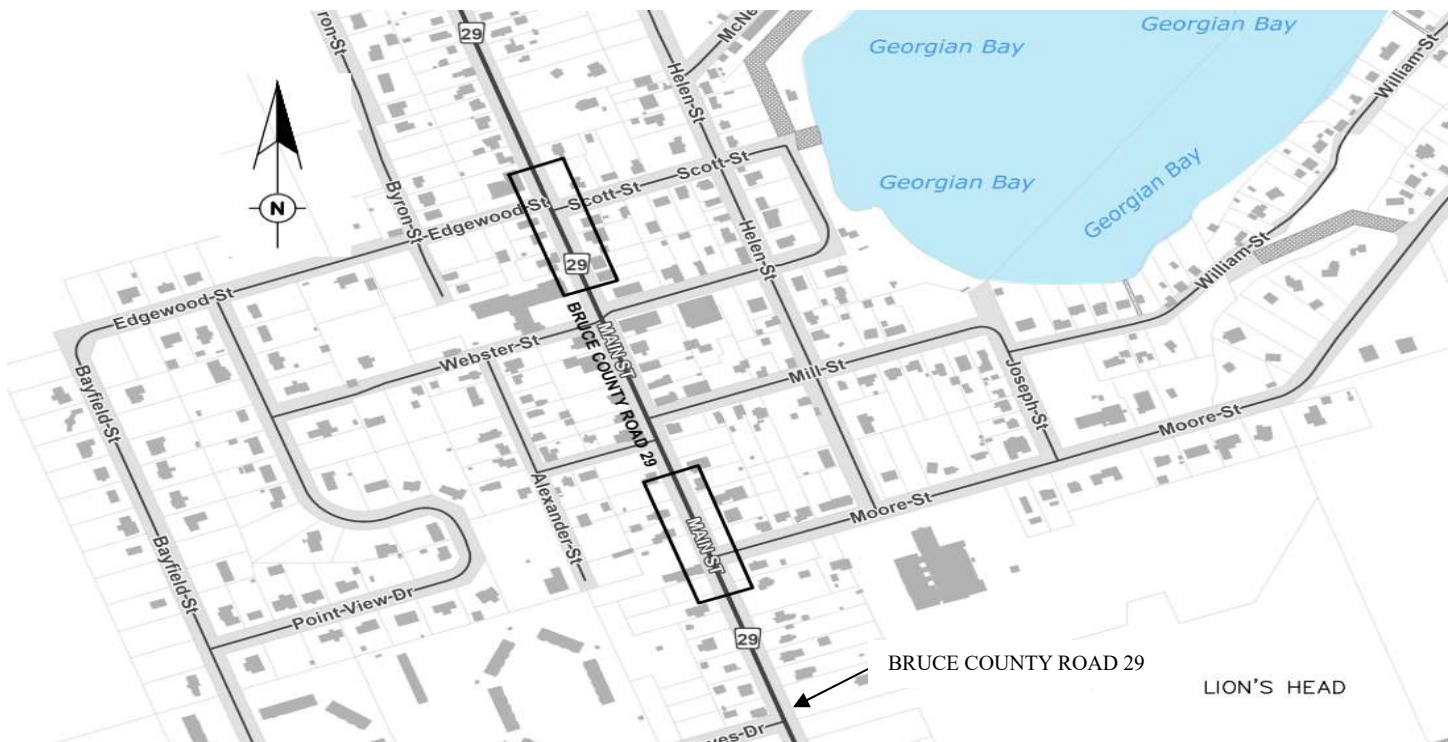 29
Georgian Bay
Georgian Bay
McNe
Helen-St
William-St
Byron-St
N
Scott-St
Scott-St
Edgewood-St
Georgian Bay
Georgian Bay
Helen-St
29
William-St
Edgewood-St
Webster-St
MAIN ST
BRUCE COUNTY ROAD 29
Mill-St
Joseph-St
Bayfield-St
Moore-St
Alexander-St
Moore-St
MAIN ST
Bayfield-St
Point-View-Dr
29
BRUCE COUNTY ROAD 29
LION'S HEAD